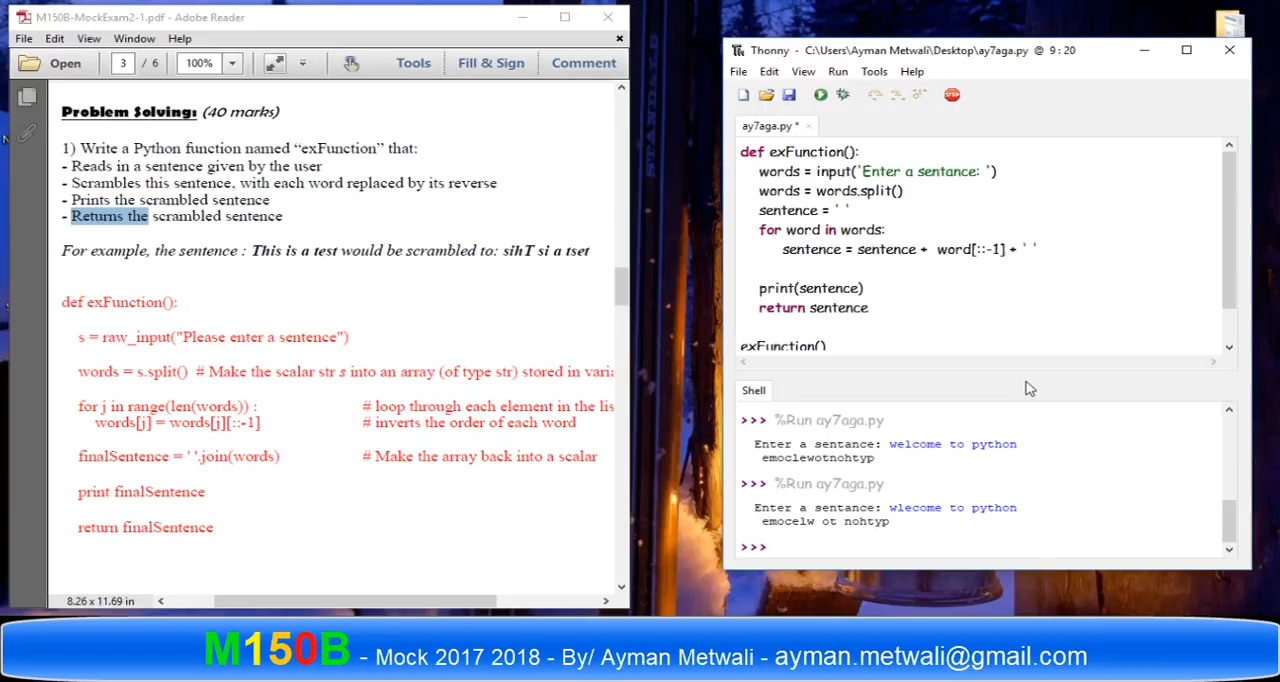 M150B-MockExam2-1.pdf - Adobe Reader
File Edit View Window Help
Open 3 / 6 100% Tools Fill & Sign Comment
Problem Solving: (40 marks)
1) Write a Python function named “exFunction” that:
- Reads in a sentence given by the user
- Scrambles this sentence, with each word replaced by its reverse
- Prints the scrambled sentence
- Returns the scrambled sentence
For example, the sentence : This is a test would be scrambled to: sihT si a tset
def exFunction():
s = raw_input("Please enter a sentence")
words = s.split() # Make the scalar str s into an array (of type str) stored in varia
for j in range(len(words)) : # loop through each element in the lis
words[j] = words[j][::-1] # inverts the order of each word
finalSentence = ' '.join(words) # Make the array back into a scalar
print finalSentence
return finalSentence
8.26 x 11.69 in
Thonny - C:\Users\Ayman Metwali\Desktop\ay7aga.py @ 9 : 20
File Edit View Run Tools Help
STOP
ay7aga.py *
def exFunction():
words = input('Enter a sentance: ')
words = words.split()
sentence = ' '
for word in words:
sentence = sentence + word[::-1] + ' '
print(sentence)
return sentence
exFunction()
Shell
>>> %Run ay7aga.py
Enter a sentance: welcome to python
emoclewotnohtyp
>>> %Run ay7aga.py
Enter a sentance: wlecome to python
emocelw ot nohtyp
>>>
M150B - Mock 2017 2018 - By/ Ayman Metwali - ayman.metwali@gmail.com